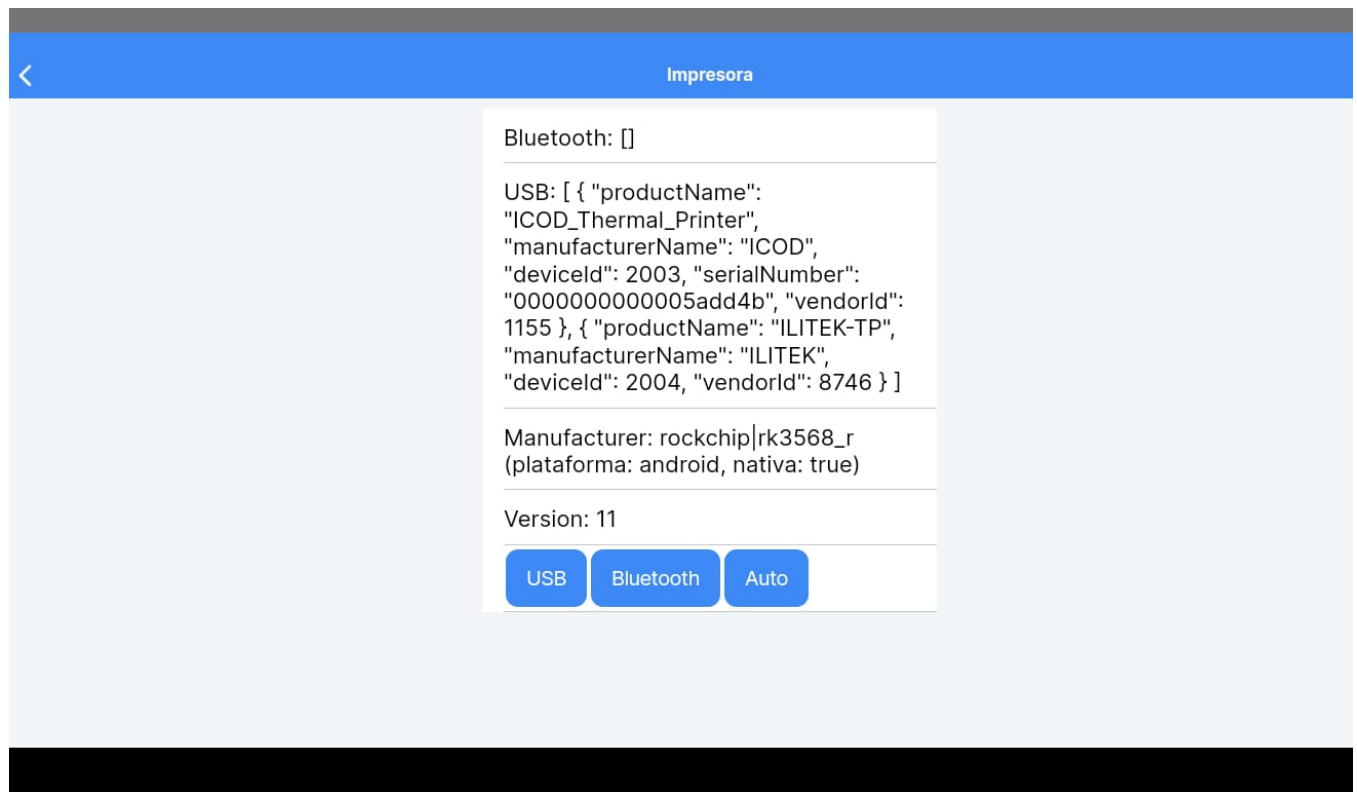 Impresora
Bluetooth: []
USB: [ { "productName":
"ICOD_Thermal_Printer",
"manufacturerName": "ICOD",
"deviceId": 2003, "serialNumber":
"0000000000005add4b", "vendorId":
1155 }, { "productName": "ILITEK-TP",
"manufacturerName": "ILITEK",
"deviceId": 2004, "vendorId": 8746 } ]
Manufacturer: rockchip|rk3568_r
(plataforma: android, nativa: true)
Version: 11
USB Bluetooth Auto